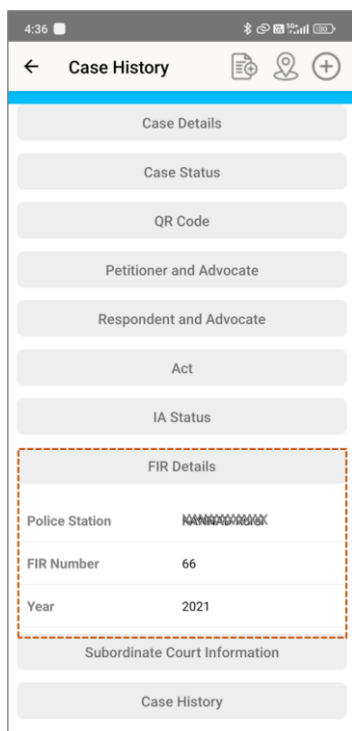 4:36
Case History
Case Details
Case Status
QR Code
Petitioner and Advocate
Respondent and Advocate
Act
IA Status
FIR Details
Police Station
FIR Number 66
Year 2021
Subordinate Court Information
Case History